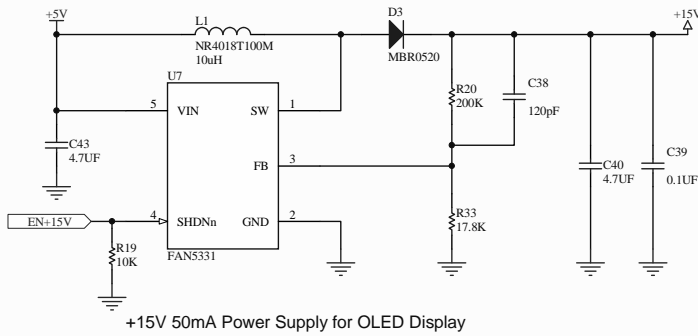 +5V
L1
NR4018T100M
10uH
D3
MBR0520
+15V
U7
5
VIN
SW
1
R20
200K
C38
120pF
C43
4.7UF
FB
3
C40
4.7UF
C39
0.1UF
EN+15V
4
SHDNn
GND
2
R33
17.8K
R19
10K
FAN5331
+15V 50mA Power Supply for OLED Display